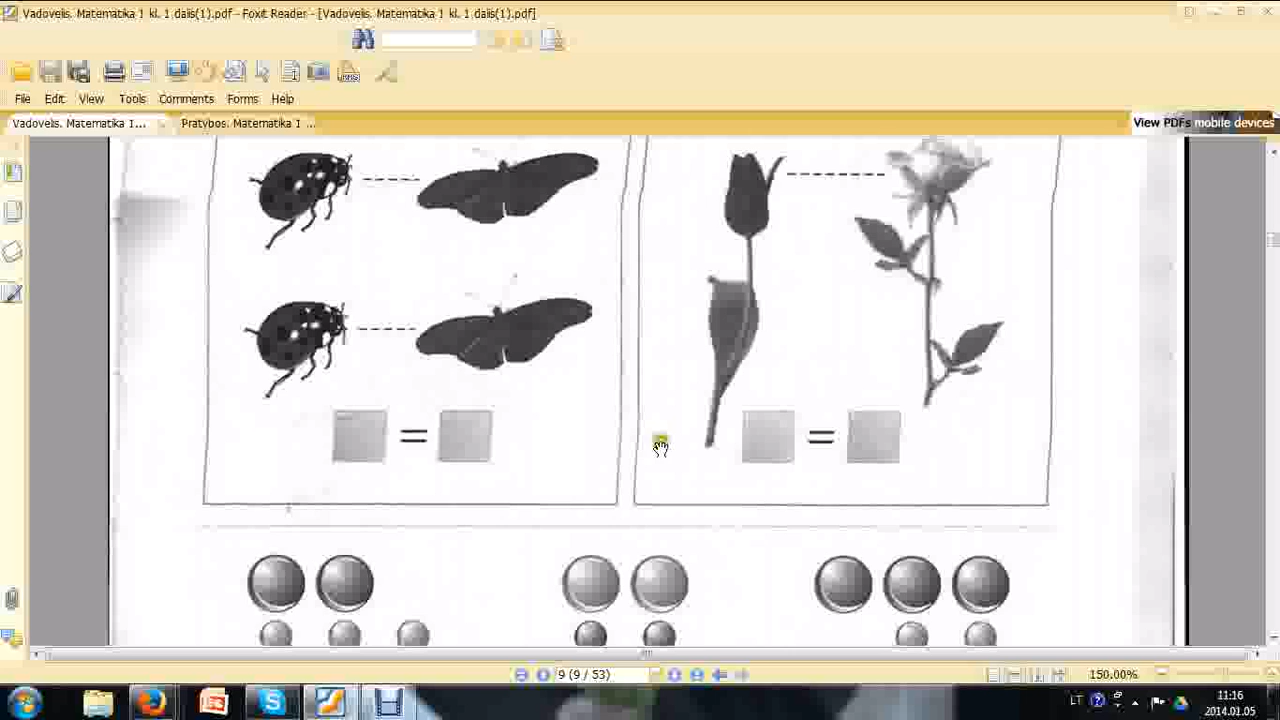 Vadovelis. Matematika 1 kl. 1 dalis(1).pdf - Foxit Reader - [Vadovelis. Matematika 1 kl. 1 dalis(1).pdf]
File Edit View Tools Comments Forms Help
Vadovelis. Matematika 1... Pratybos. Matematika 1 ... View PDFs mobile devices
=
=
9 (9 / 53) 150.00%
LT 11:16
2014.01.05